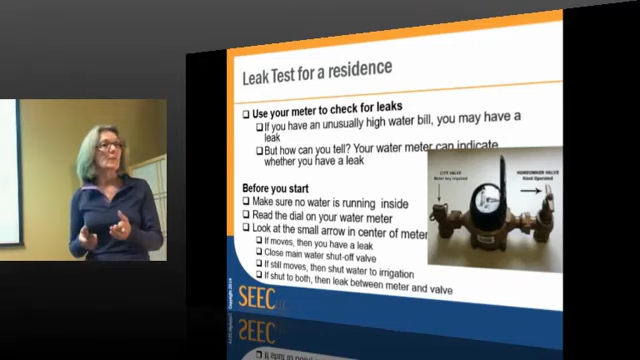 Leak Test for a residence
Use your meter to check for leaks
If you have an unusually high water bill, you may have a
leak
But how can you tell? Your water meter can indicate
whether you have a leak
CITY VALVE
HOMEOWNER VALVE
Hand Operated
Before you start
Make sure no water is running inside
Read the dial on your water meter
Look at the small arrow in center of meter
If moves, then you have a leak
Close main water shut-off valve
If still moves, then shut water to irrigation
If shut to both, then leak between meter and valve
SEEC